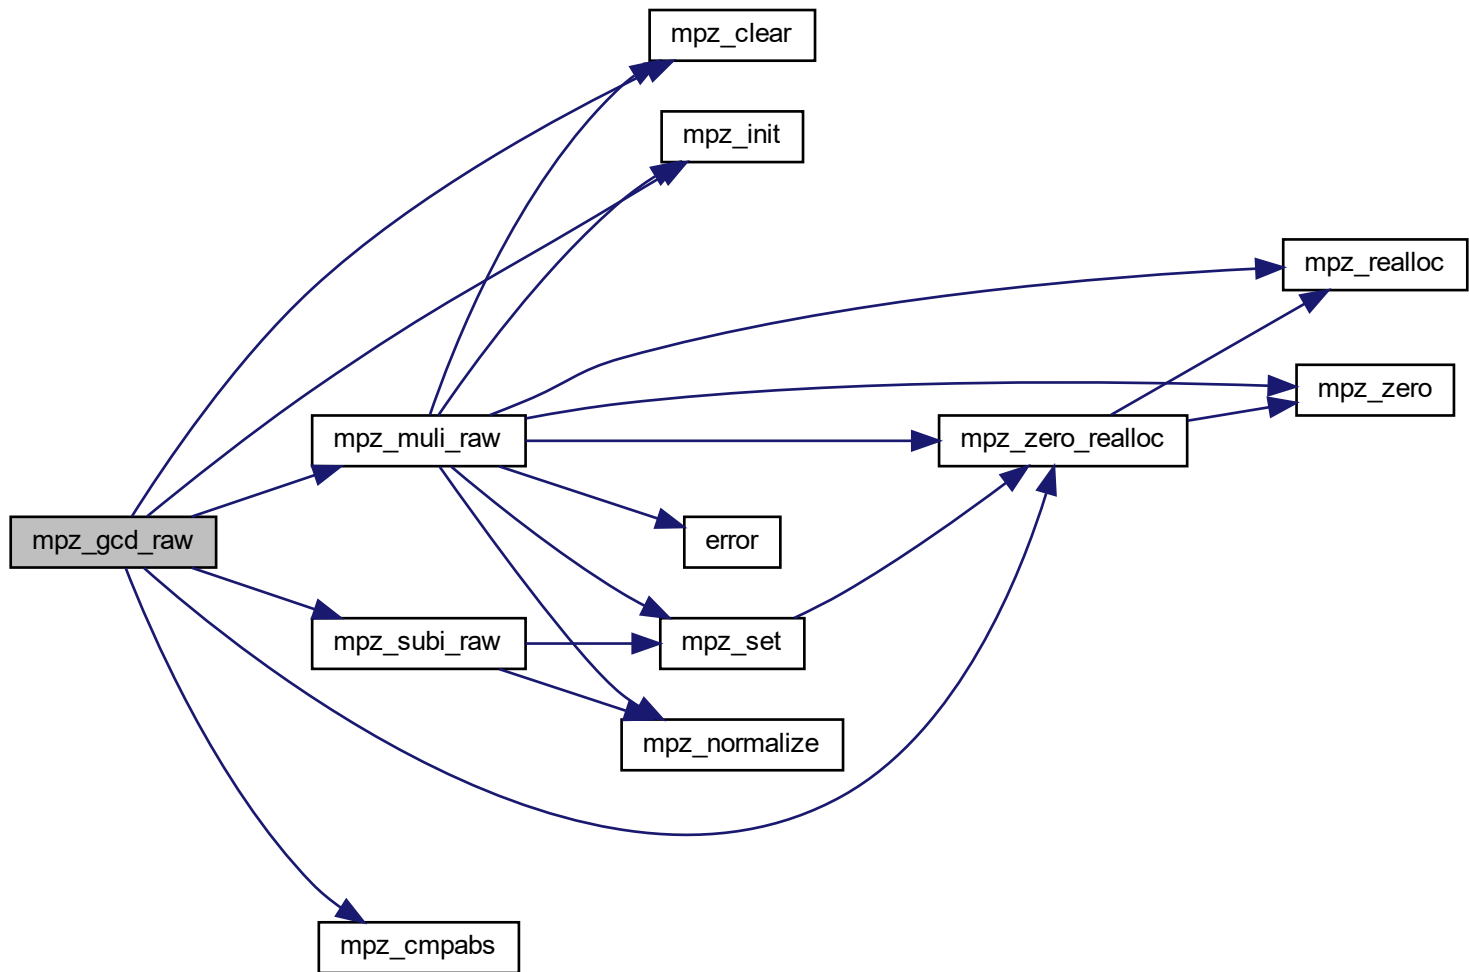 mpz_clear
mpz_init
mpz_realloc
mpz_zero
mpz_muli_raw
mpz_zero_realloc
mpz_gcd_raw
error
mpz_subi_raw
mpz_set
mpz_normalize
mpz_cmpabs